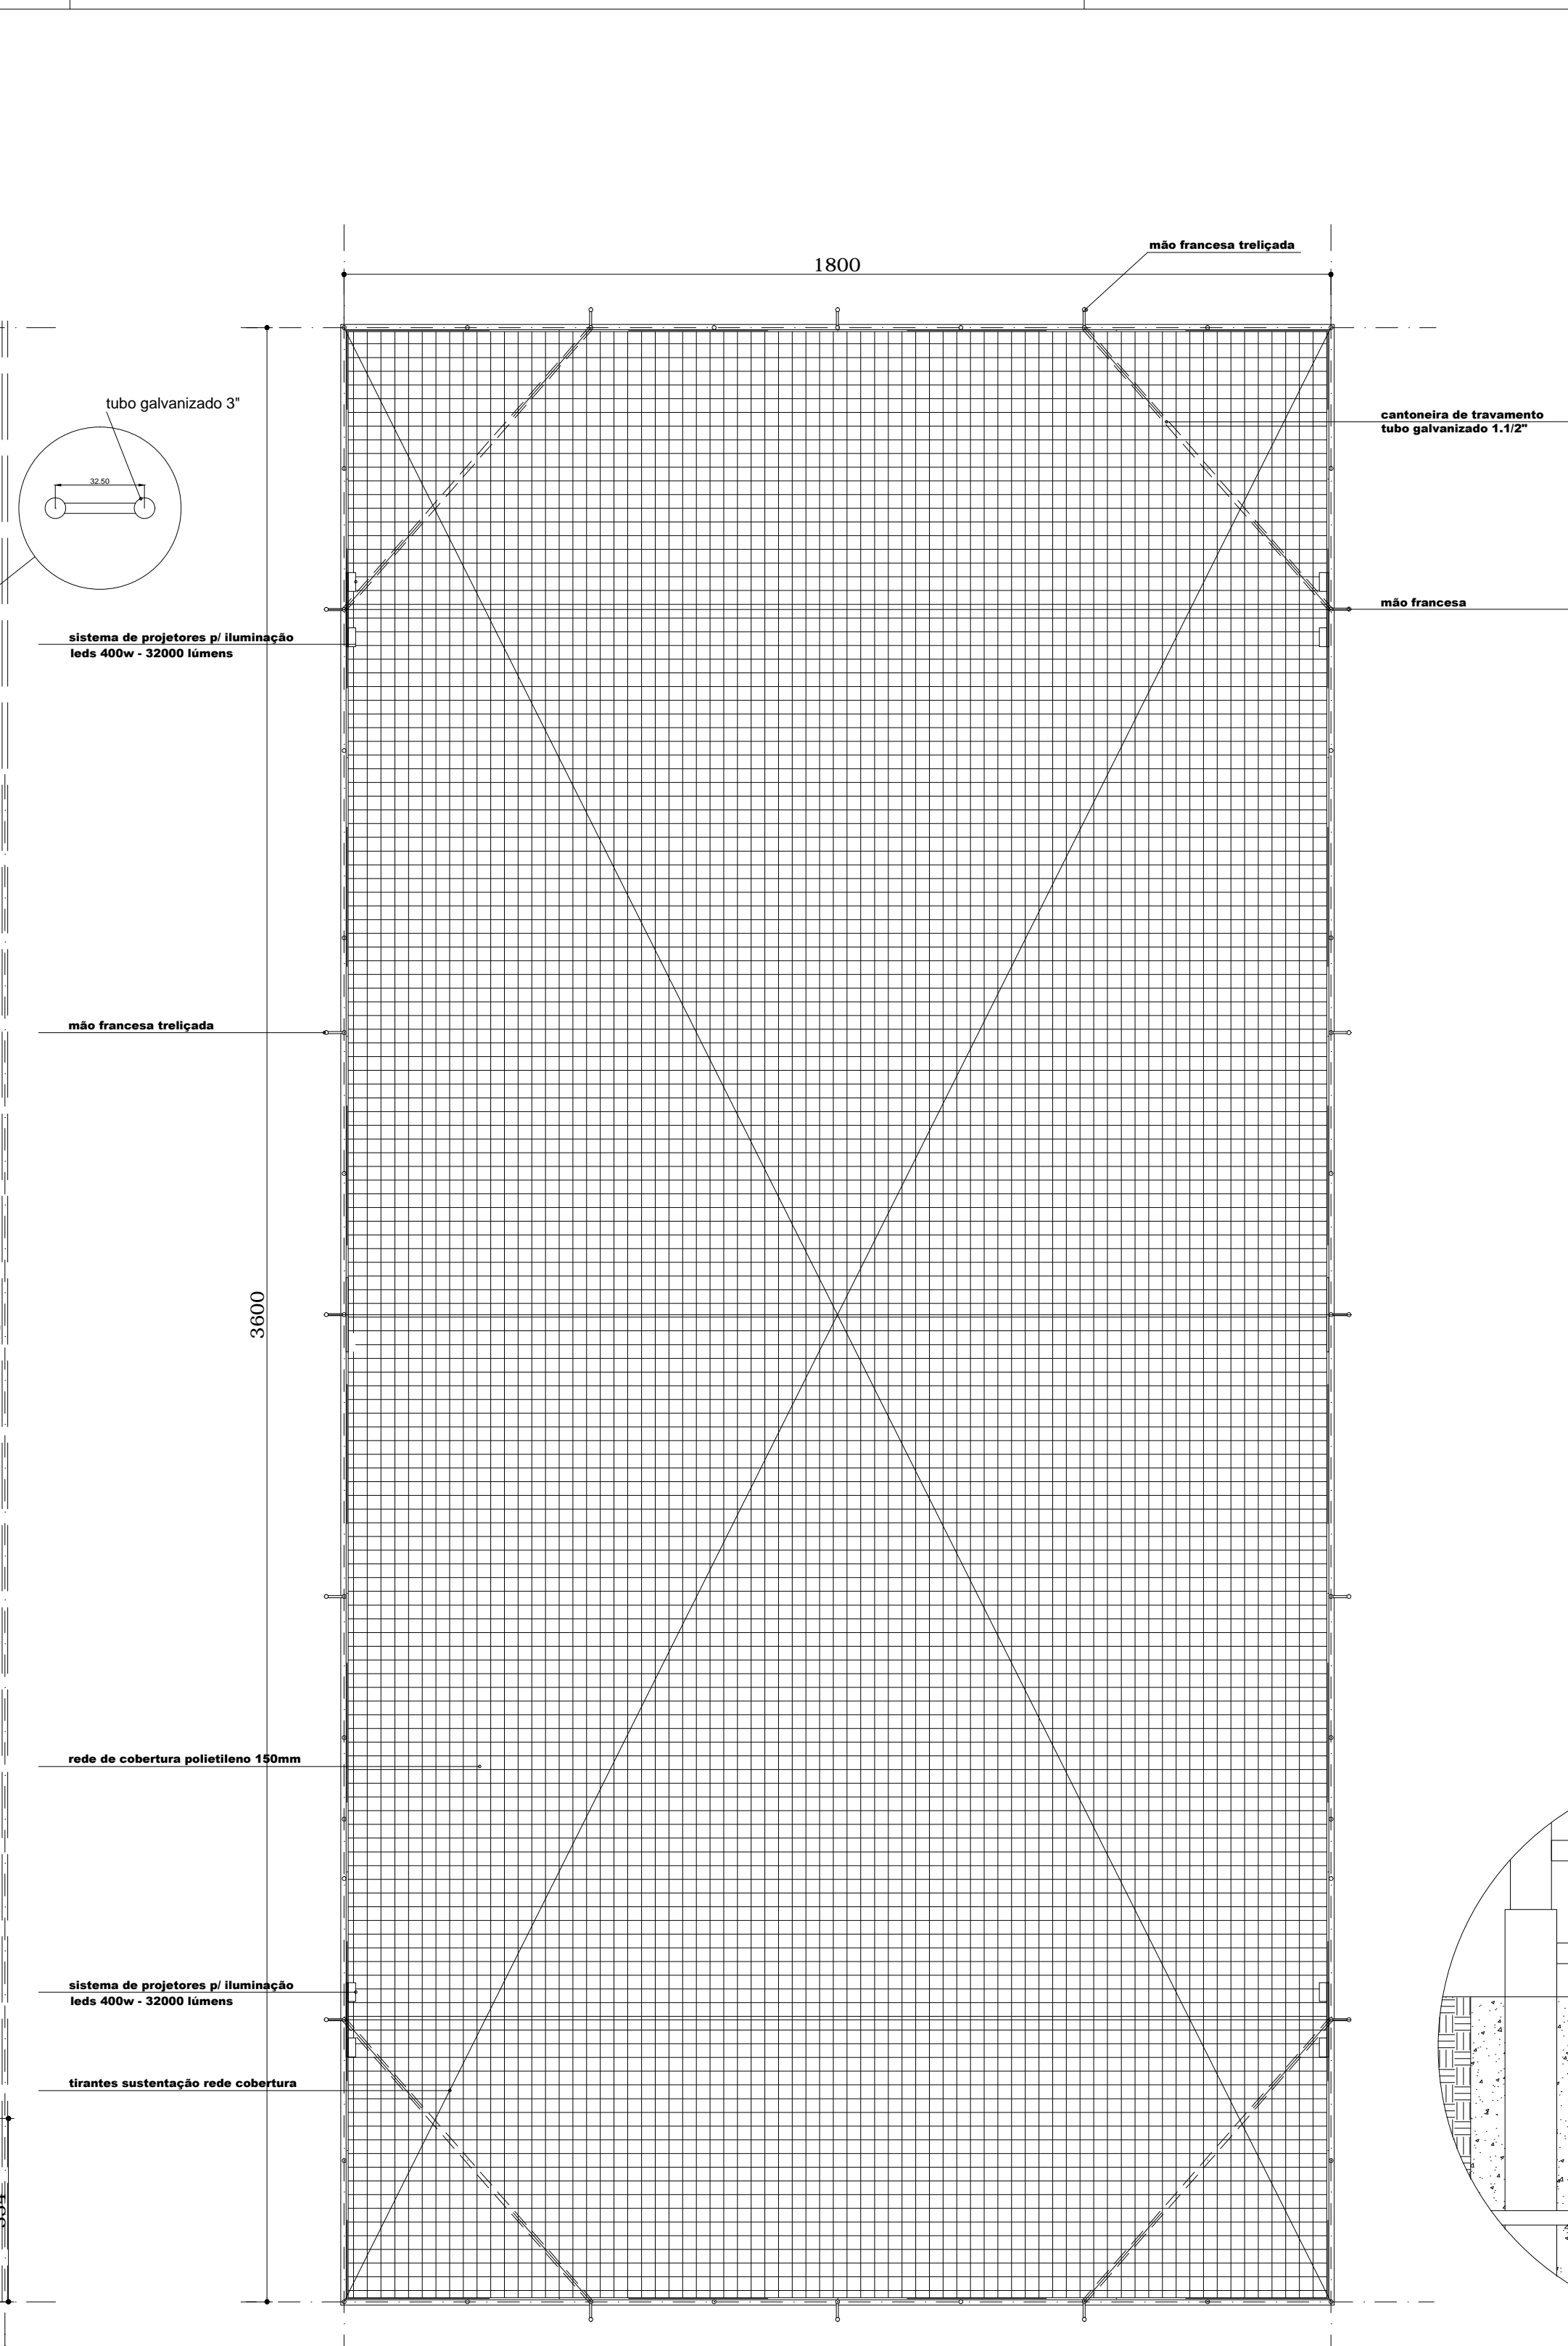 mão francesa treliçada
1800
tubo galvanizado 3"
cantoneira de travamento
tubo galvanizado 1.1/2"
32.50
mão francesa
sistema de projetores p/ iluminação
leds 400w - 32000 lúmens
mão francesa treliçada
3600
rede de cobertura polietileno 150mm
sistema de projetores p/ iluminação
leds 400w - 32000 lúmens
tirantes sustentação rede cobertura